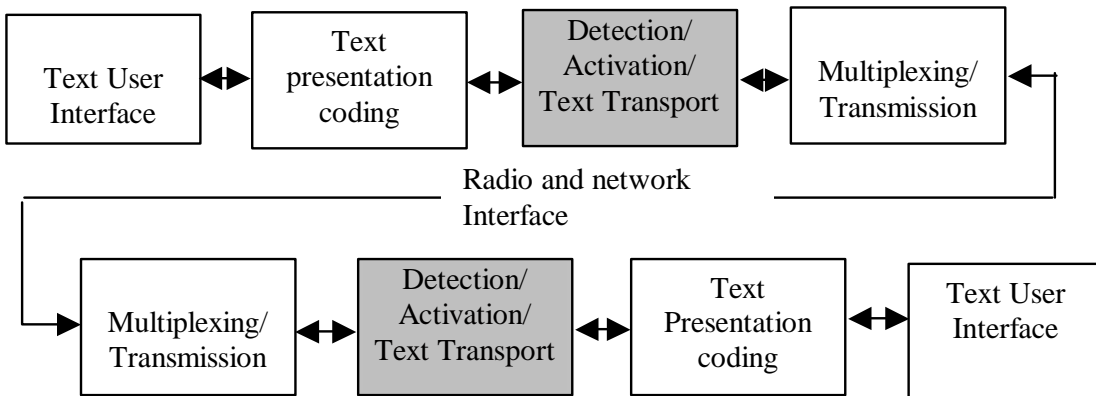 Text User
Interface
Text
presentation
coding
Detection/
Activation/
Text Transport
Multiplexing/
Transmission
Radio and network
Interface
Multiplexing/
Transmission
Detection/
Activation/
Text Transport
Text
Presentation
coding
Text User
Interface